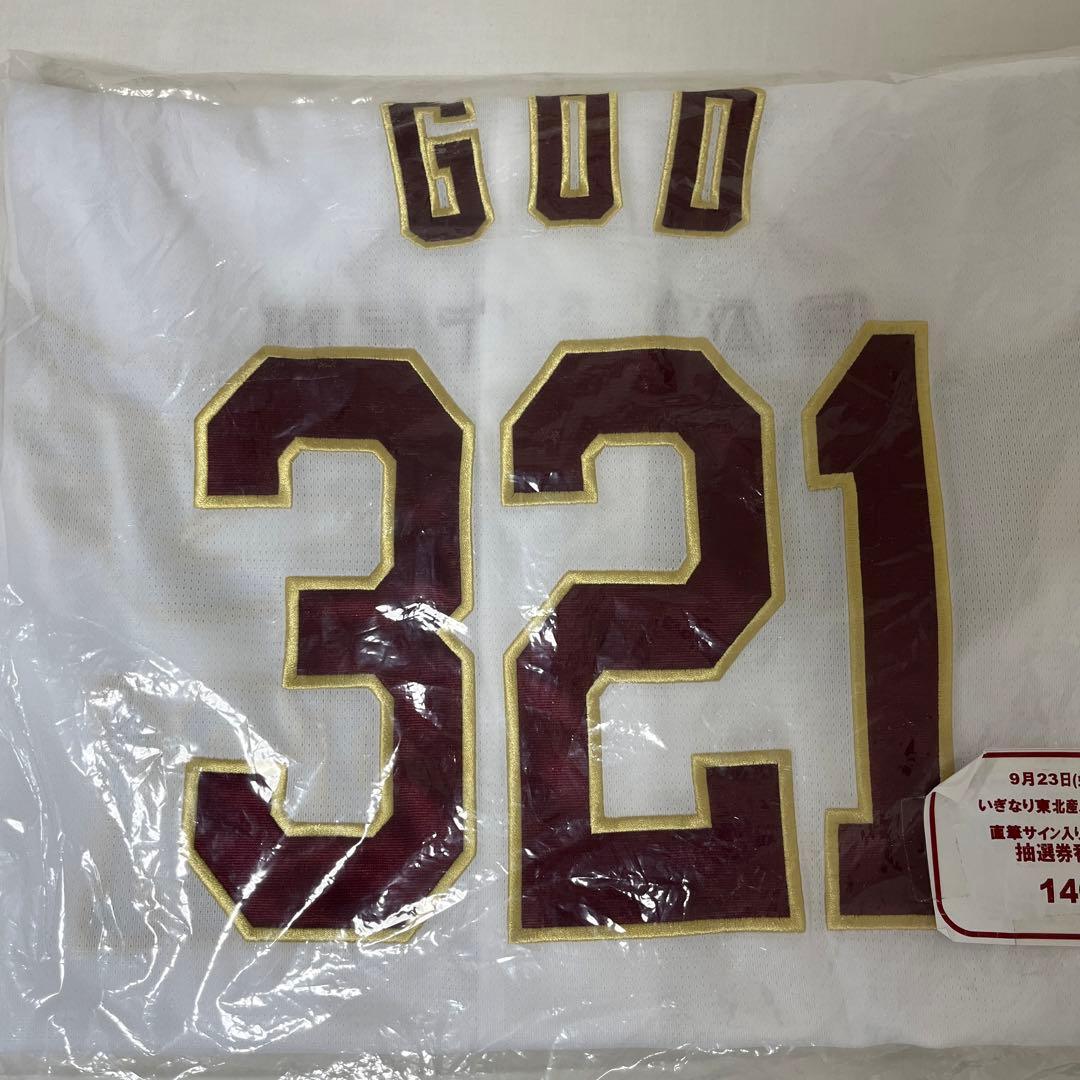 GOD
321
9月23日(
いぎなり東北産
直筆サイン入り
抽選券
14